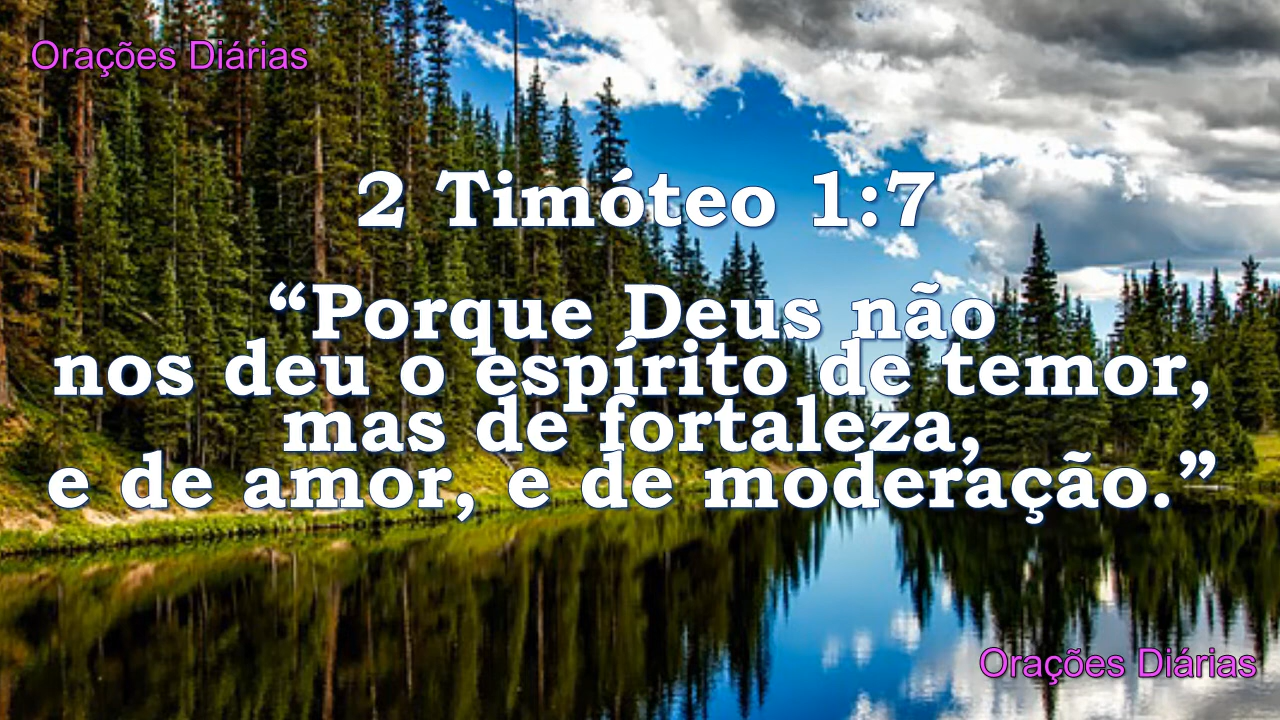 Orações Diárias
2 Timóteo 1:7
“Porque Deus não
nos deu o espírito de temor,
mas de fortaleza,
e de amor, e de moderação.”
Orações Diárias